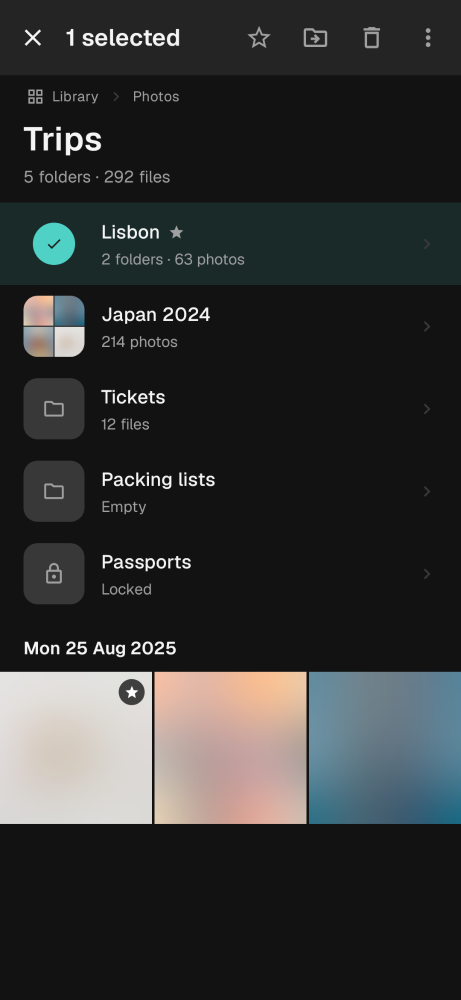 1 selected
Library > Photos
Trips
5 folders · 292 files
Lisbon
2 folders · 63 photos
Japan 2024
214 photos
Tickets
12 files
Packing lists
Empty
Passports
Locked
Mon 25 Aug 2025